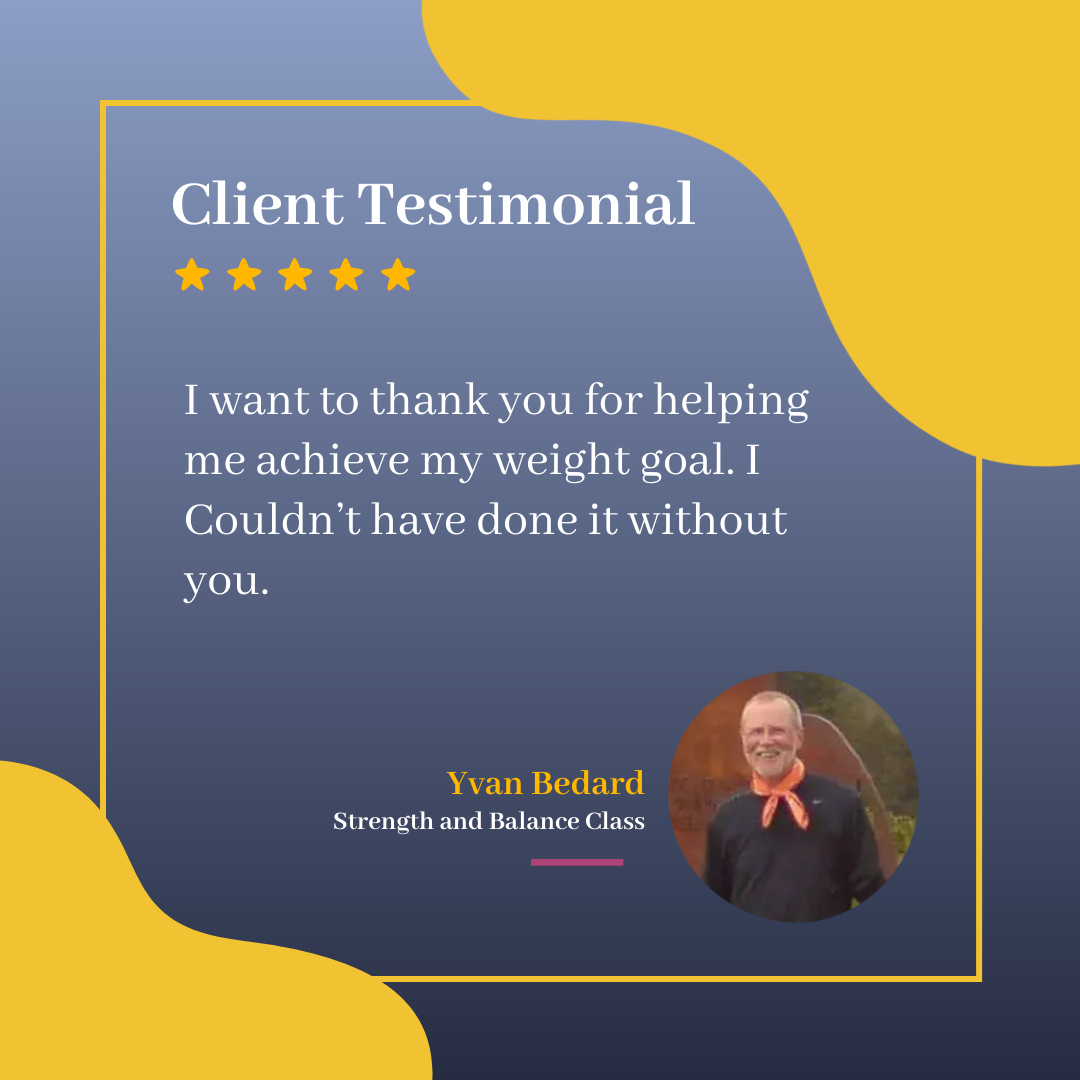 Client Testimonial
I want to thank you for helping
me achieve my weight goal. I
Couldn’t have done it without
you.
Yvan Bedard
Strength and Balance Class